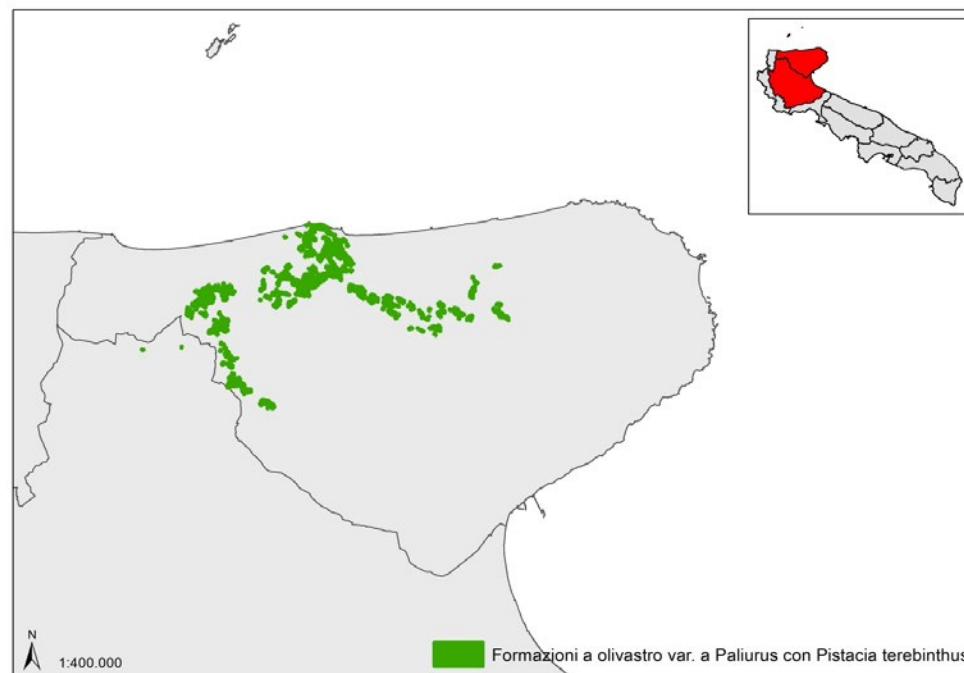 N
1:400.000
Formazioni a olivastro var. a Paliurus con Pistacia terebinthus